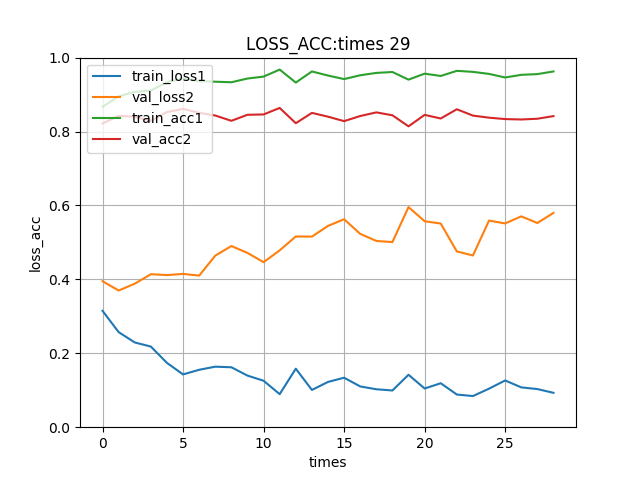 LOSS_ACC:times 29
train_loss1
val_loss2
train_acc1
val_acc2
1.0
0.8
0.6
0.4
0.2
0.0
loss_acc
0 5 10 15 20 25
times